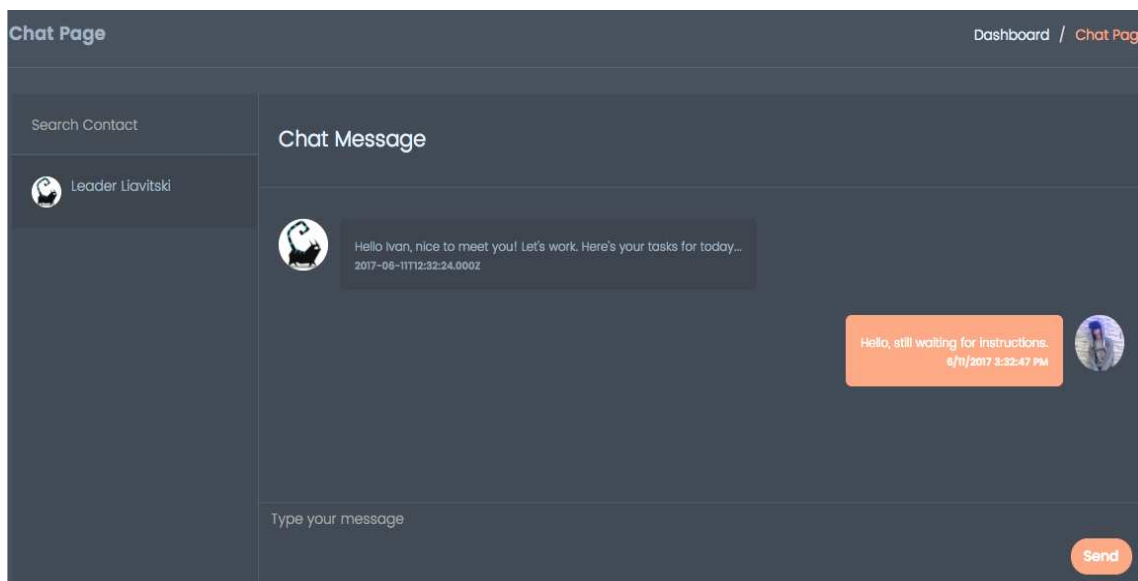 Chat Page
Dashboard / Chat Pag
Search Contact
Chat Message
Leader Liavitski
Hello Ivan, nice to meet you! Let's work. Here's your tasks for today...
2017-06-11T12:32:24.000Z
Hello, still waiting for instructions.
6/11/2017 3:32:47 PM
Type your message
Send